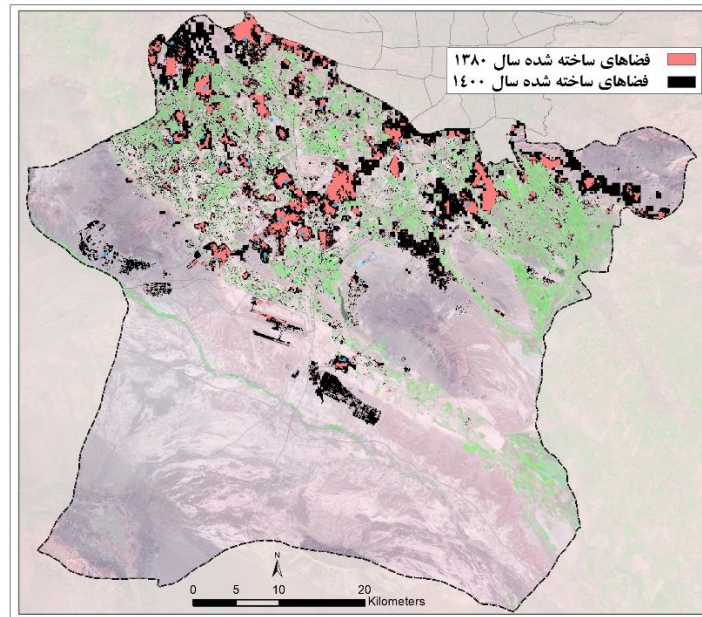 فضاهای ساخته شده سال ۱۳۸۰
فضاهای ساخته شده سال ۱۴۰۰
N
0 5 10 20
Kilometers